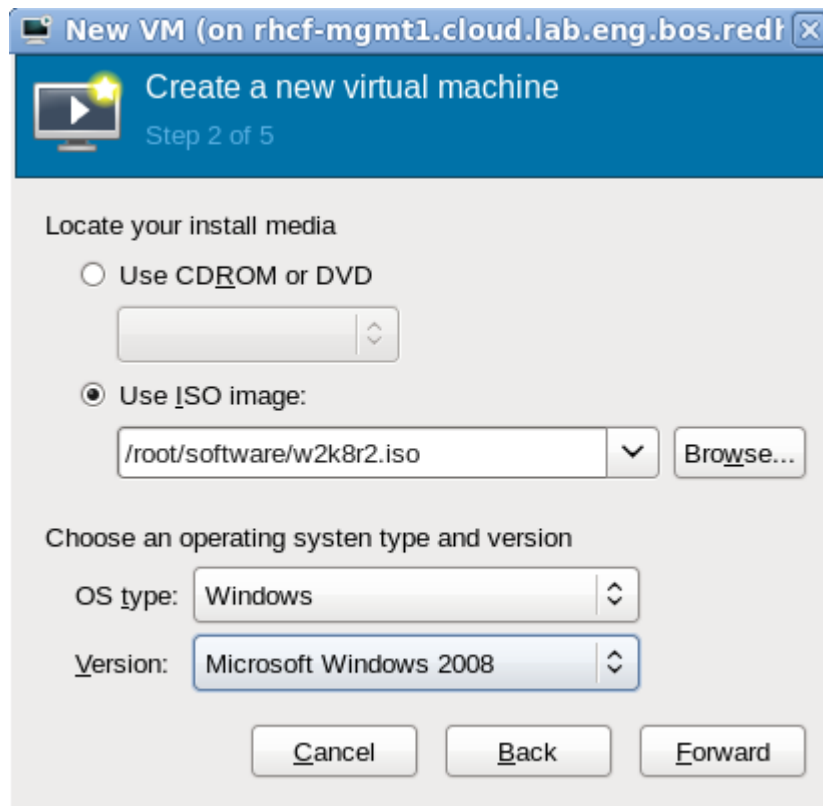 New VM (on rhcf-mgmt1.cloud.lab.eng.bos.redh
Create a new virtual machine
Step 2 of 5
Locate your install media
Use CDROM or DVD
Use ISO image:
/root/software/w2k8r2.iso Browse...
Choose an operating systen type and version
OS type: Windows
Version: Microsoft Windows 2008
Cancel Back Forward